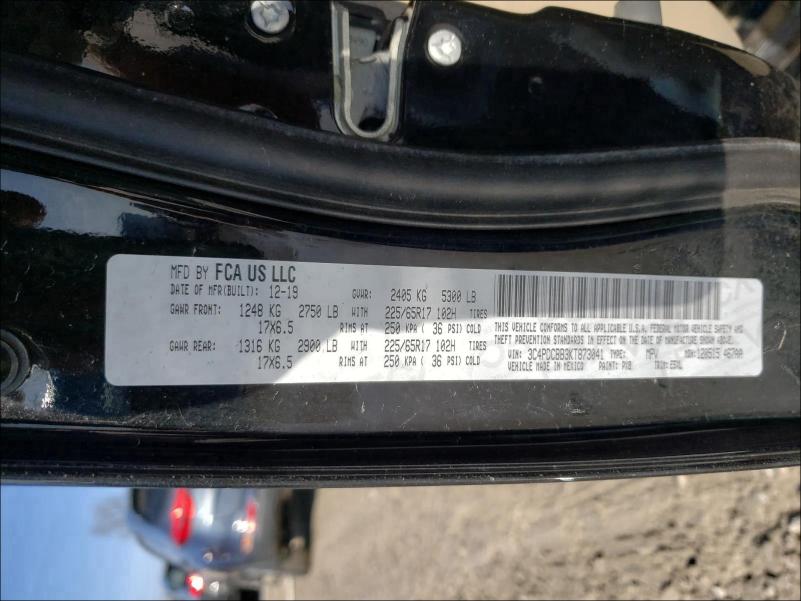 MFD BY FCA US LLC
DATE OF MFR(BUILT): 12-19 GVWR: 2405 KG 5300 LB
GAWR FRONT: 1248 KG 2750 LB WITH 225/65R17 102H TIRES
17X6.5 RIMS AT 250 KPA ( 36 PSI) COLD
GAWR REAR: 1316 KG 2900 LB WITH 225/65R17 102H TIRES
17X6.5 RIMS AT 250 KPA ( 36 PSI) COLD
THIS VEHICLE CONFORMS TO ALL APPLICABLE U.S.A. FEDERAL MOTOR VEHICLE SAFETY AND
THEFT PREVENTION STANDARDS IN EFFECT ON THE DATE OF MANUFACTURE SHOWN ABOVE.
VIN: 3C4PDCBB3KT873041 TYPE: MPV MDH: 120515 467AA
VEHICLE MADE IN MEXICO PAINT: PX8 TRIM: